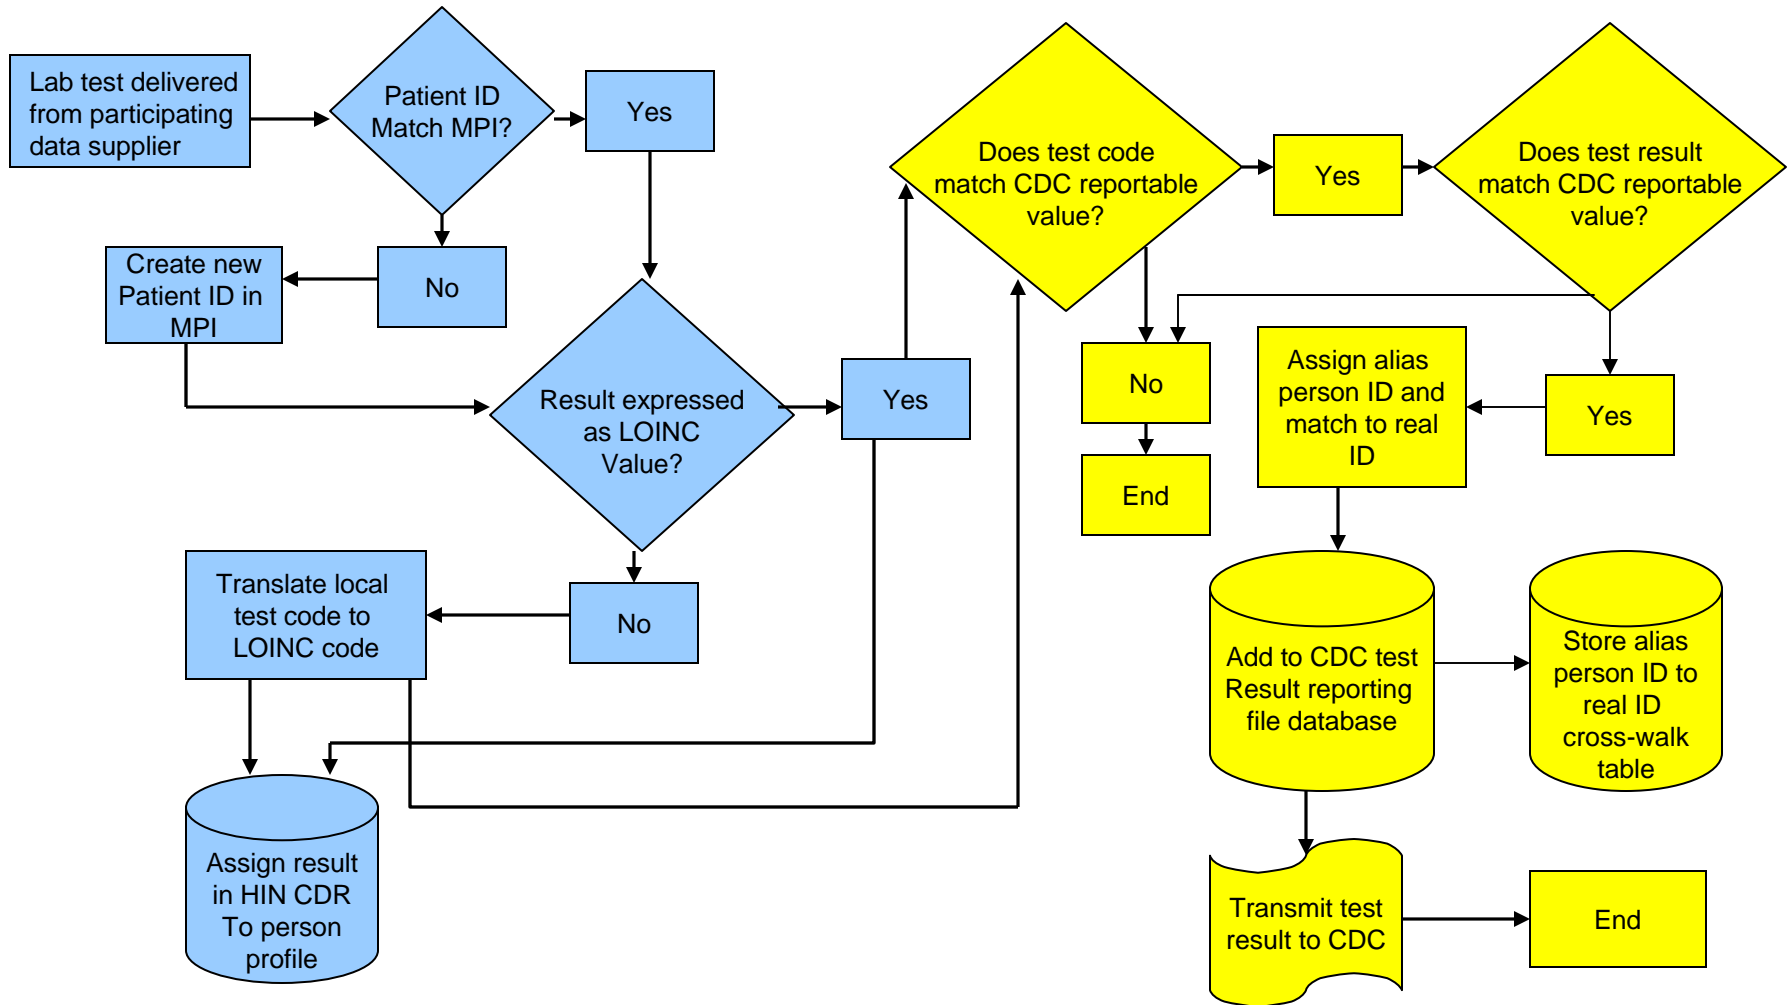 Lab test delivered
from participating
data supplier
Patient ID
Match MPI?
Yes
No
Create new
Patient ID in
MPI
Result expressed
as LOINC
Value?
Yes
No
Translate local
test code to
LOINC code
Assign result
in HIN CDR
To person
profile
Does test code
match CDC reportable
value?
Yes
Does test result
match CDC reportable
value?
No
End
Yes
Assign alias
person ID and
match to real
ID
Add to CDC test
Result reporting
file database
Store alias
person ID to
real ID
cross-walk
table
Transmit test
result to CDC
End